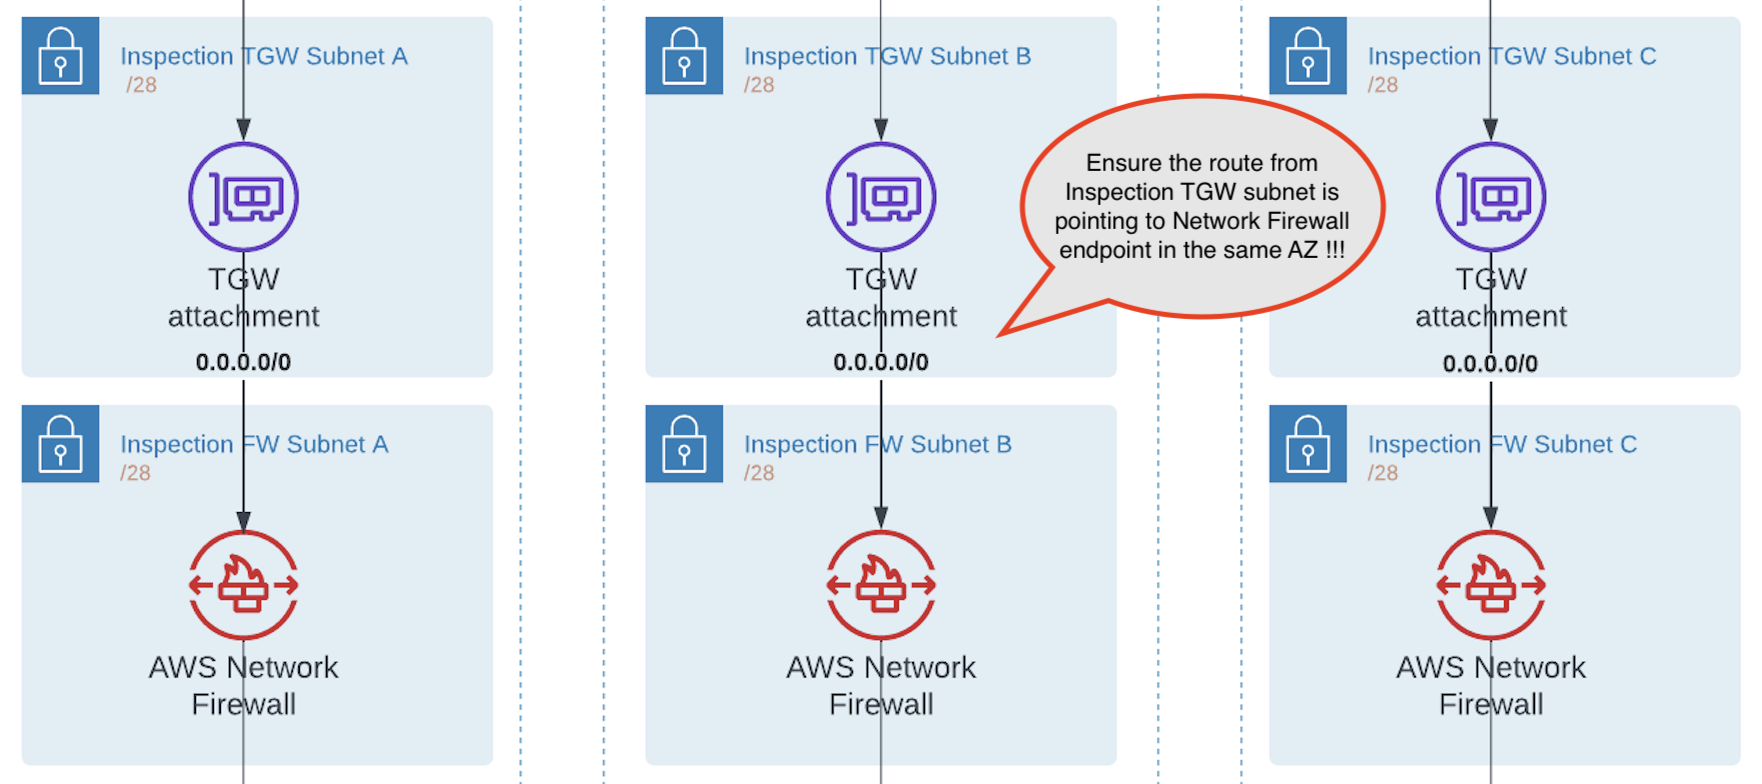 Inspection TGW Subnet A
/28
TGW
attachment
0.0.0.0/0
Inspection FW Subnet A
/28
AWS Network
Firewall
Inspection TGW Subnet B
/28
TGW
attachment
0.0.0.0/0
Ensure the route from
Inspection TGW subnet is
pointing to Network Firewall
endpoint in the same AZ !!!
Inspection FW Subnet B
/28
AWS Network
Firewall
Inspection TGW Subnet C
/28
TGW
attachment
0.0.0.0/0
Inspection FW Subnet C
/28
AWS Network
Firewall